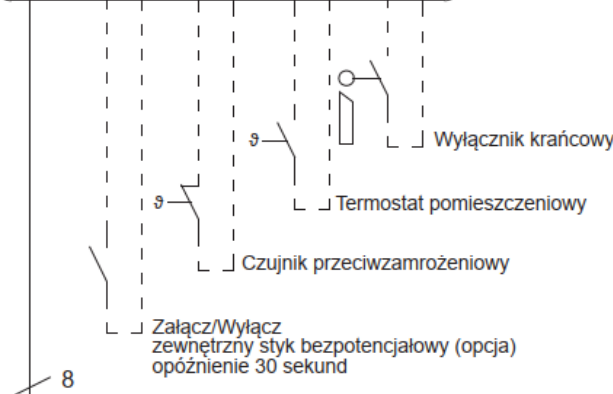 Wyłącznik krańcowy
ϑ
Termostat pomieszczeniowy
ϑ
Czujnik przeciwzamrożeniowy
Załącz/Wyłącz
zewnętrzny styk bezpotencjałowy (opcja)
opóźnienie 30 sekund
8